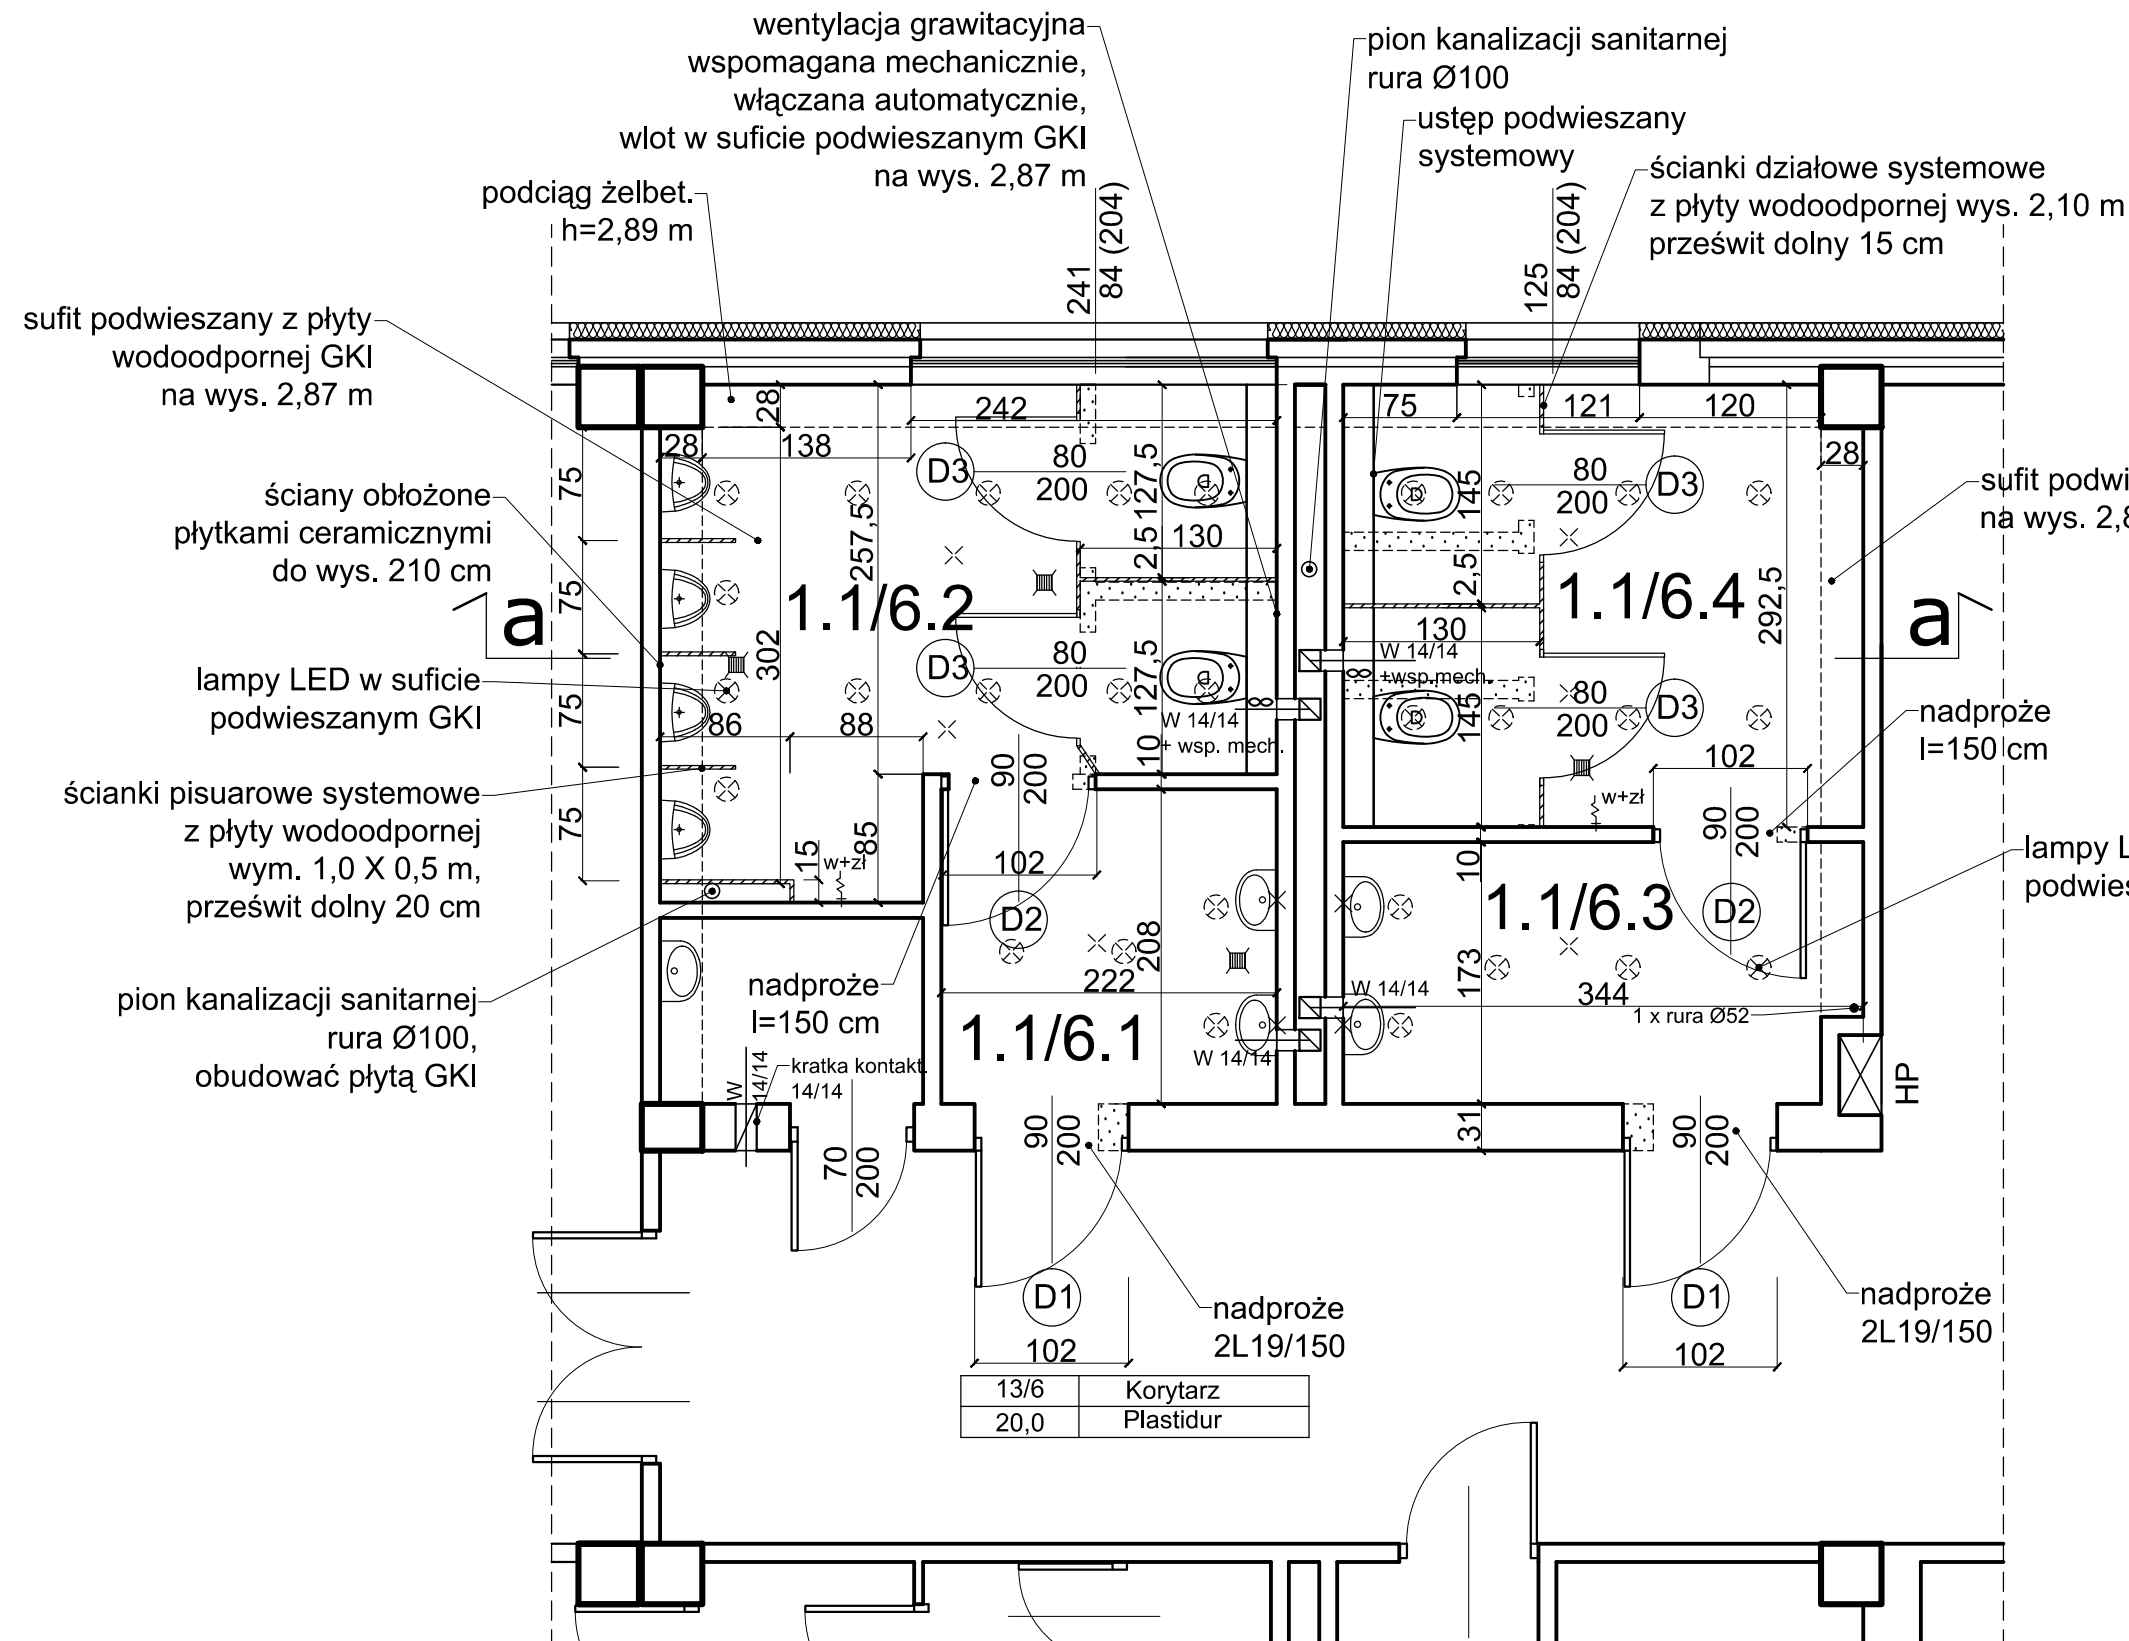 wentylacja grawitacyjna
wspomagana mechanicznie,
włączana automatycznie,
wlot w suficie podwieszanym GKI
na wys. 2,87 m
pion kanalizacji sanitarnej
rura Ø100
ustęp podwieszany
systemowy
ścianki działowe systemowe
z płyty wodoodpornej wys. 2,10 m
prześwit dolny 15 cm
podciąg żelbet.
h=2,89 m
241
84 (204)
125
84 (204)
sufit podwieszany z płyty
wodoodpornej GKI
na wys. 2,87 m
28
242
75
121
120
28
138
28
D3
80
200
127,5
145
80
200
D3
sufit podwi
na wys. 2,8
ściany obłożone
płytkami ceramicznymi
do wys. 210 cm
75
75
75
75
257,5
2,5
130
2,5
1.1/6.2
1.1/6.4
292,5
a
a
302
D3
80
200
127,5
130
W 14/14
+wsp.mech.
80
200
D3
145
lampy LED w suficie
podwieszanym GKI
86
88
W 14/14
+ wsp. mech.
10
102
nadproże
l=150 cm
ścianki pisuarowe systemowe
z płyty wodoodpornej
wym. 1,0 X 0,5 m,
prześwit dolny 20 cm
90
200
w+zł
90
200
15
85
w+zł
102
10
lampy L
podwies
D2
1.1/6.3
D2
208
173
222
344
W 14/14
1 x rura Ø52
pion kanalizacji sanitarnej
rura Ø100,
obudować płytą GKI
nadproże
l=150 cm
1.1/6.1
W 14/14
kratka kontakt.
14/14
W
14/14
HP
70
200
90
200
31
90
200
D1
D1
nadproże
2L19/150
nadproże
2L19/150
102
102
13/6 Korytarz
20,0 Plastidur